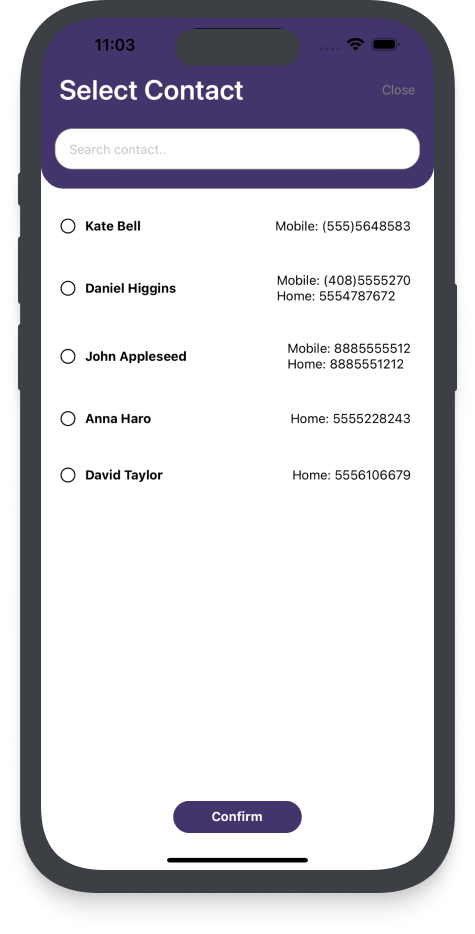 11:03
Select Contact
Close
Search contact..
Kate Bell
Mobile: (555)5648583
Daniel Higgins
Mobile: (408)5555270
Home: 5554787672
John Appleseed
Mobile: 8885555512
Home: 8885551212
Anna Haro
Home: 5555228243
David Taylor
Home: 5556106679
Confirm